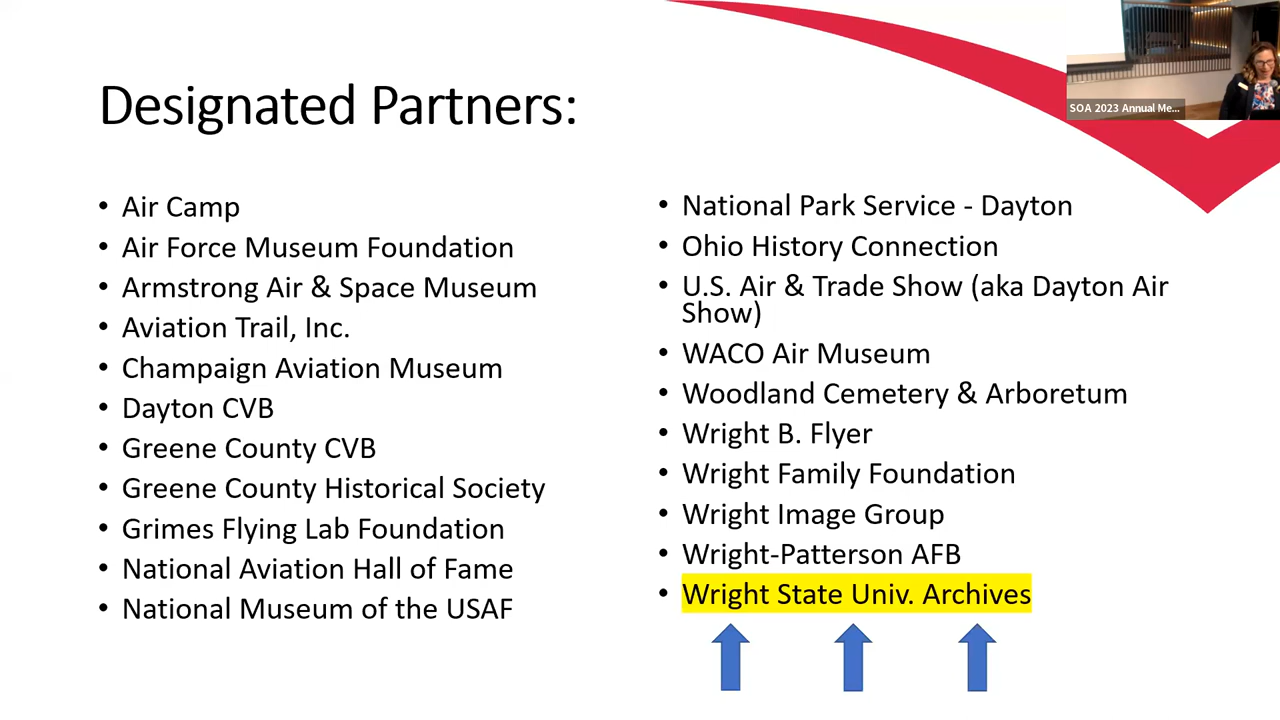 Designated Partners:
SOA 2023 Annual Me...
• Air Camp
• Air Force Museum Foundation
• Armstrong Air & Space Museum
• Aviation Trail, Inc.
• Champaign Aviation Museum
• Dayton CVB
• Greene County CVB
• Greene County Historical Society
• Grimes Flying Lab Foundation
• National Aviation Hall of Fame
• National Museum of the USAF
• National Park Service - Dayton
• Ohio History Connection
• U.S. Air & Trade Show (aka Dayton Air
Show)
• WACO Air Museum
• Woodland Cemetery & Arboretum
• Wright B. Flyer
• Wright Family Foundation
• Wright Image Group
• Wright-Patterson AFB
• Wright State Univ. Archives